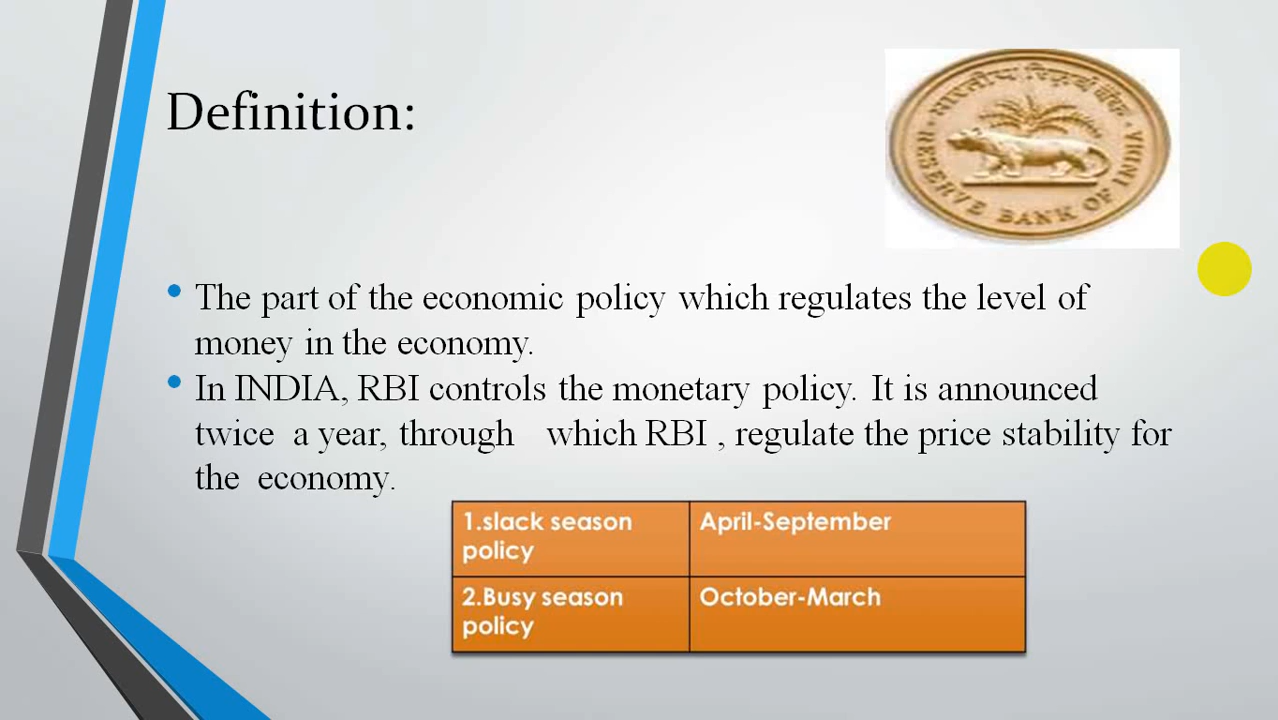 Definition:
भारतीय रिज़र्व बैंक
RESERVE BANK OF INDIA
The part of the economic policy which regulates the level of
money in the economy.
In INDIA, RBI controls the monetary policy. It is announced
twice a year, through which RBI , regulate the price stability for
the economy.
1.slack season
policy
April-September
2.Busy season
policy
October-March